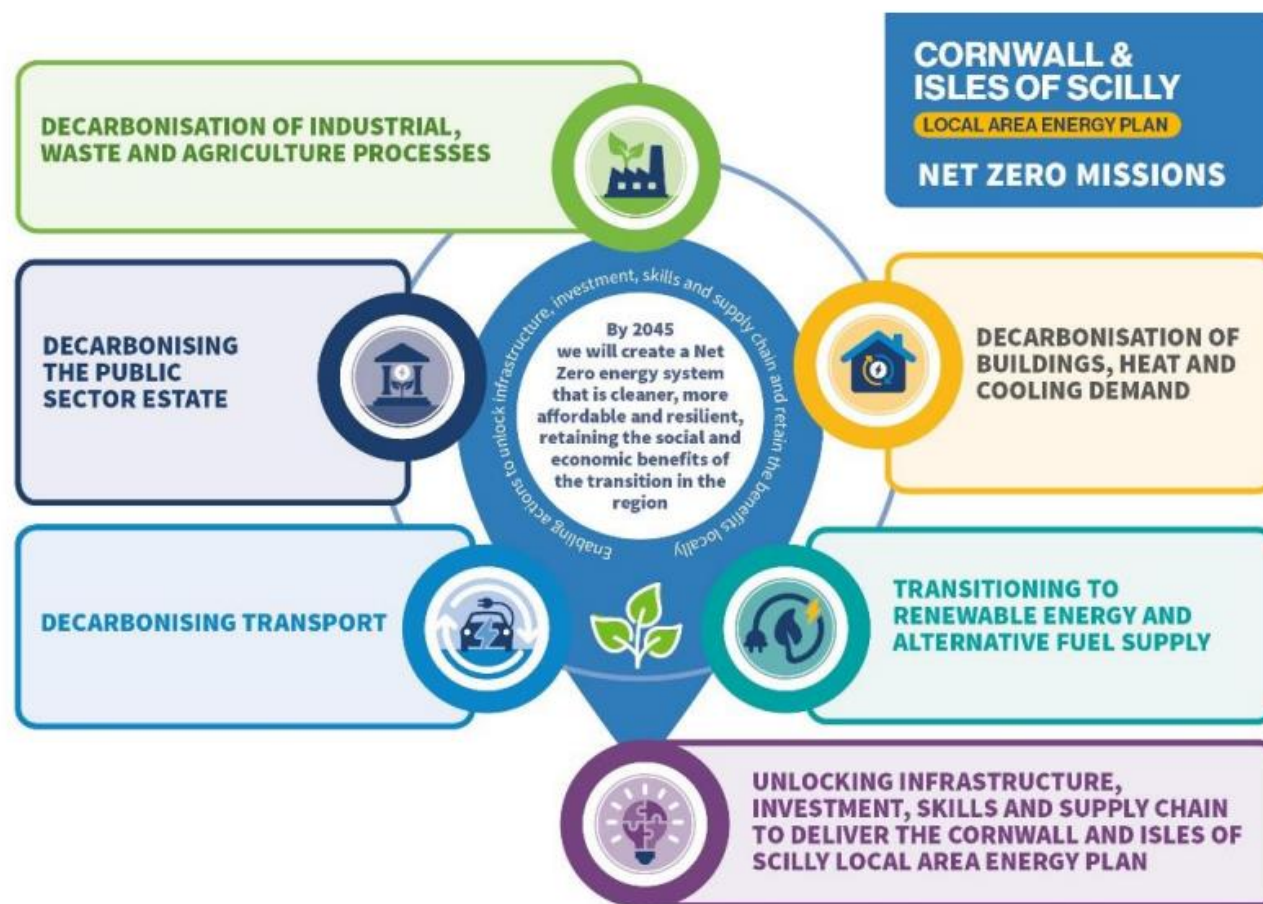 CORNWALL &
ISLES OF SCILLY
LOCAL AREA ENERGY PLAN
NET ZERO MISSIONS
DECARBONISATION OF INDUSTRIAL,
WASTE AND AGRICULTURE PROCESSES
DECARBONISING
THE PUBLIC
SECTOR ESTATE
Enabling actions to unlock infrastructure, investment, skills and supply chain and retain the benefits locally
By 2045
we will create a Net
Zero energy system
that is cleaner, more
affordable and resilient,
retaining the social and
economic benefits of
the transition in the
region
DECARBONISATION OF
BUILDINGS, HEAT AND
COOLING DEMAND
DECARBONISING TRANSPORT
TRANSITIONING TO
RENEWABLE ENERGY AND
ALTERNATIVE FUEL SUPPLY
UNLOCKING INFRASTRUCTURE,
INVESTMENT, SKILLS AND SUPPLY CHAIN
TO DELIVER THE CORNWALL AND ISLES OF
SCILLY LOCAL AREA ENERGY PLAN